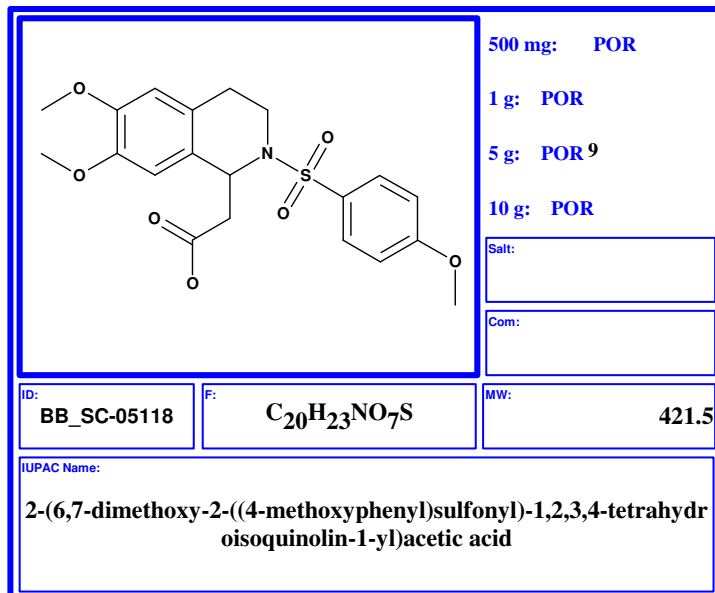 500 mg: POR
1 g: POR
5 g: POR 9
10 g: POR
O
O
N
S
O
O
O
O
O
Salt:
Com:
ID:
BB_SC-05118
F:
C20H23NO7S
MW:
421.5
IUPAC Name:
2-(6,7-dimethoxy-2-((4-methoxyphenyl)sulfonyl)-1,2,3,4-tetrahydr
oisoquinolin-1-yl)acetic acid